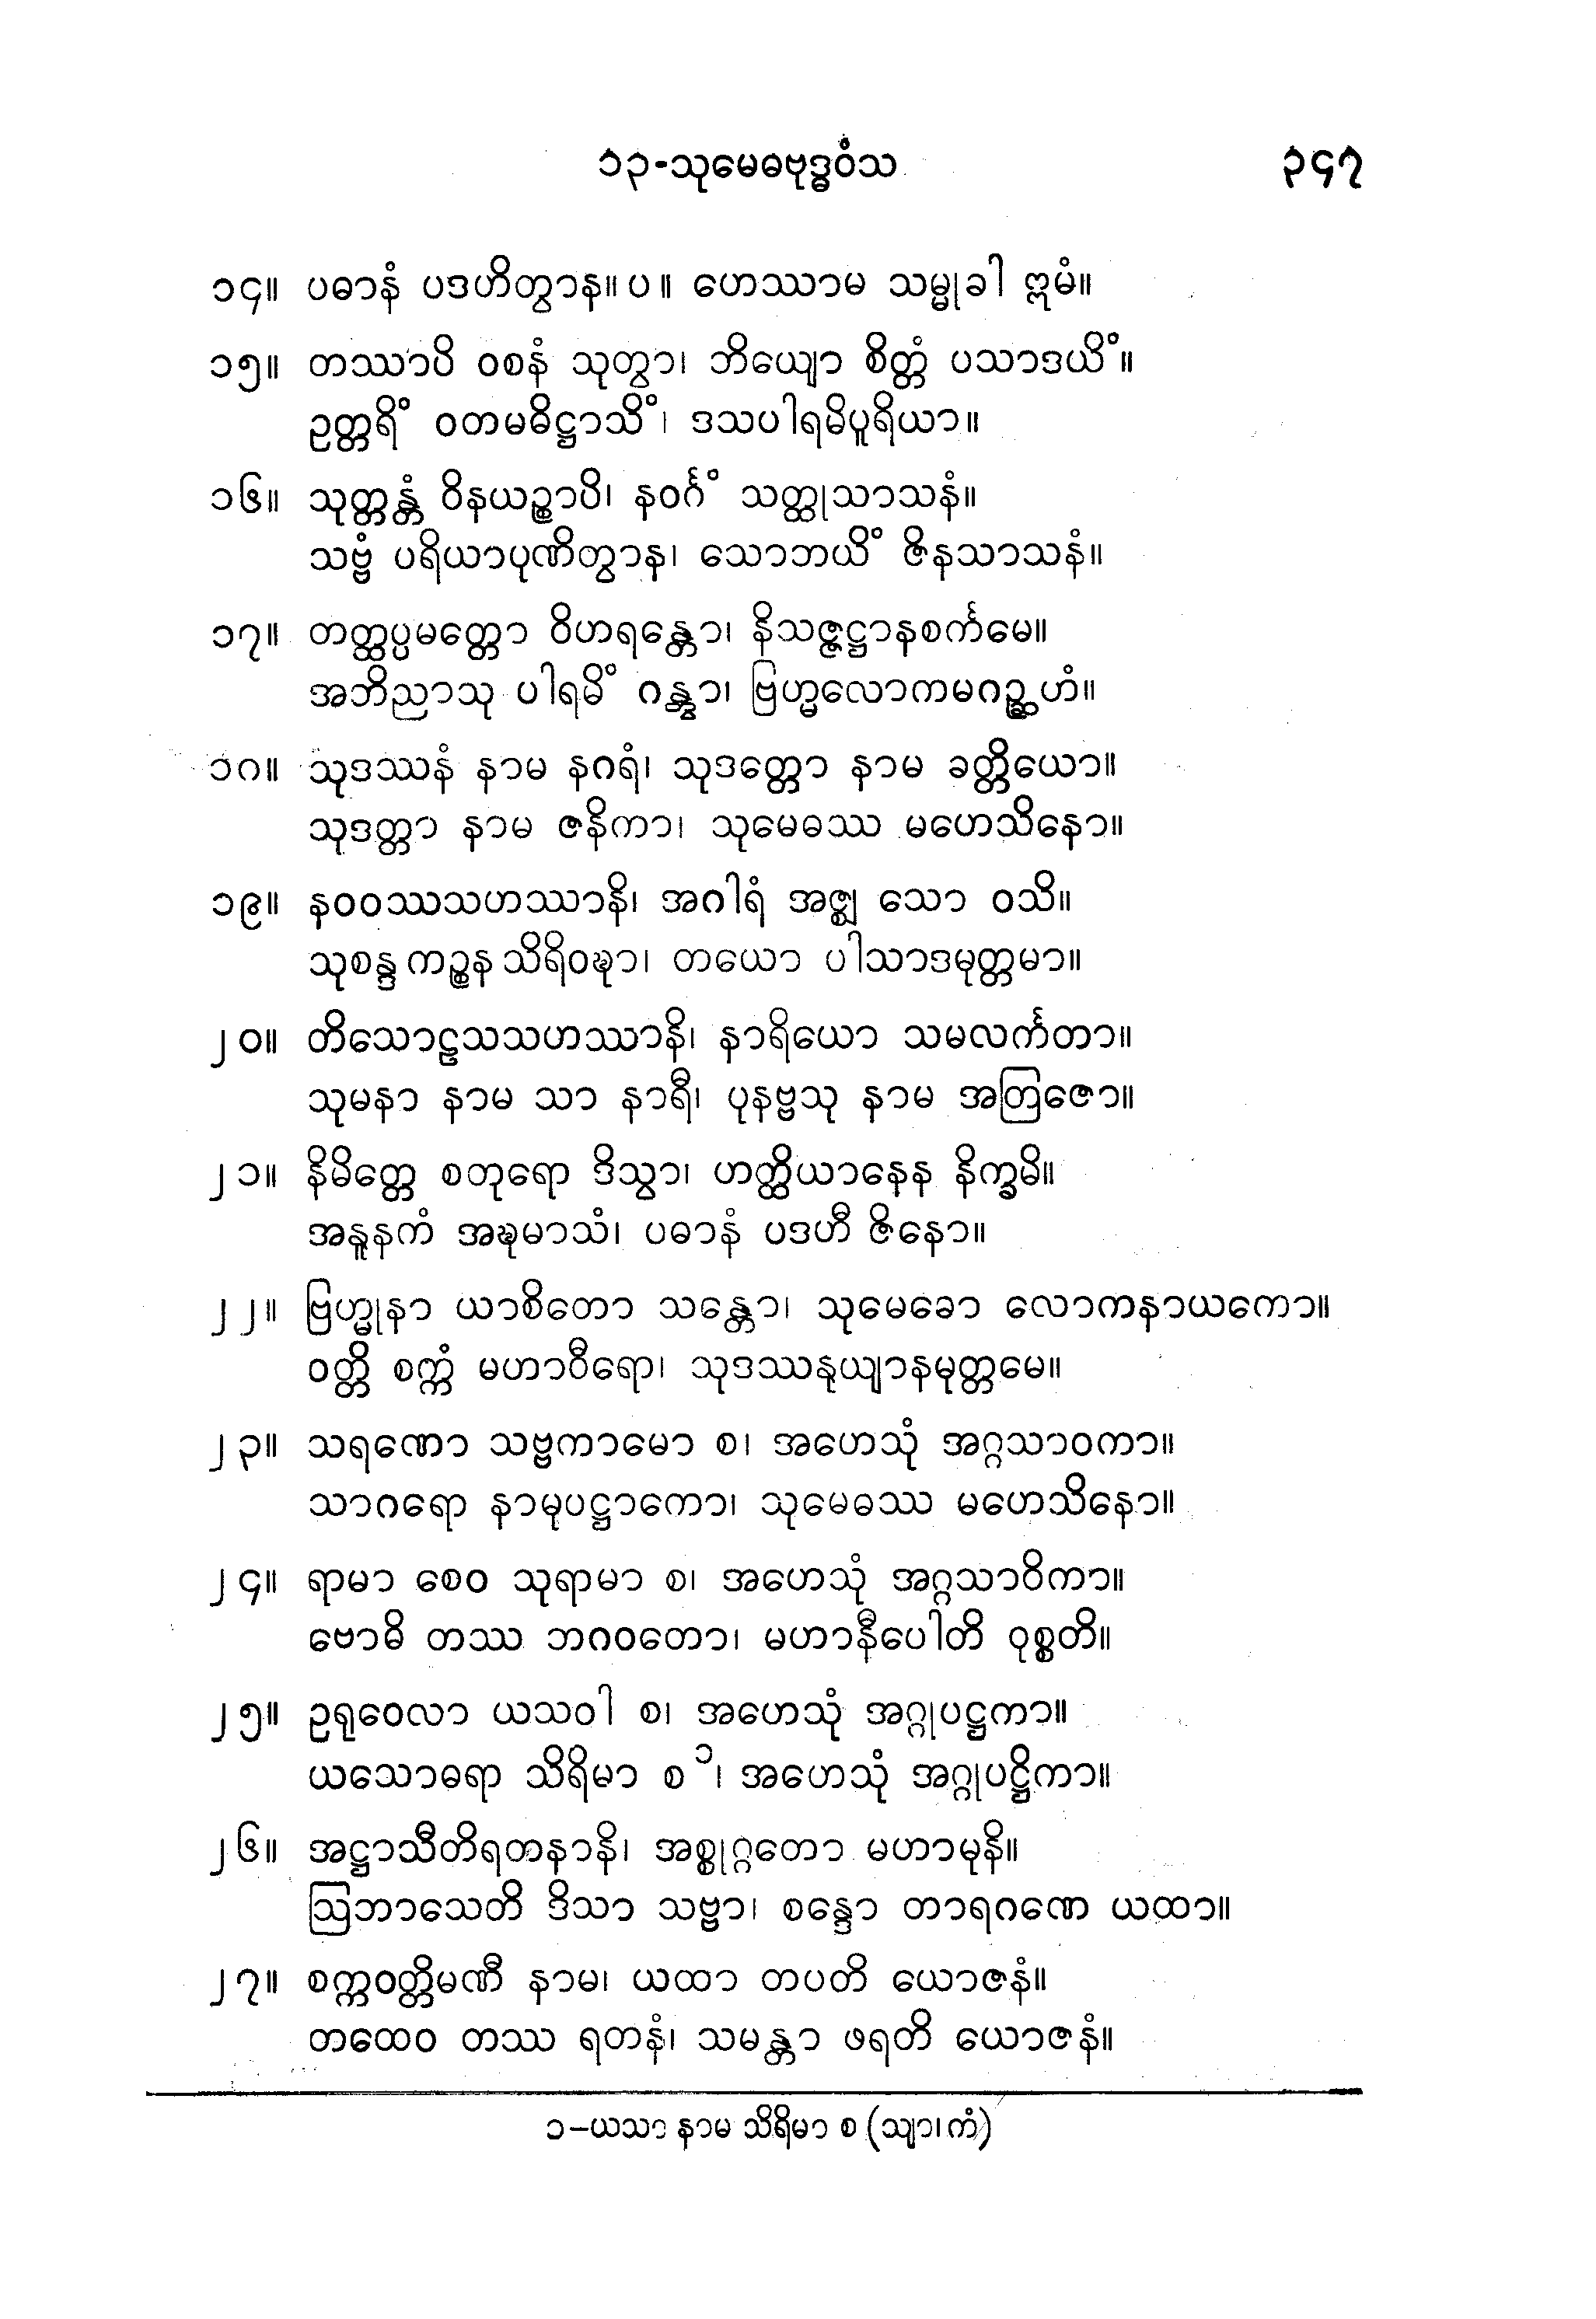 ၁၃-သုမေဓဗုဒ္ဓဝံသ ၃၄၇
၁၄။ ပဓာနံ ပဒဟိတွာန။ ပ။ ဟေဿာမ သမ္မုခါ ဣမံ။
၁၅။ တဿာပိ ဝစနံ သုတွာ၊ ဘိယျော စိတ္တံ ပသာဒယိံ။
ဥတ္တရိံ ဝတမဓိဋ္ဌာသိံ၊ ဒသပါရမိပူရိယာ။
၁၆။ သုတ္တန္တံ ဝိနယဉ္စာပိ၊ နဝင်္ဂံ သတ္ထုသာသနံ။
သဗ္ဗံ ပရိယာပုဏိတွာန၊ သောဘယိံ ဇိနသာသနံ။
၁၇။ တတ္ထပ္ပမတ္တော ဝိဟရန္တော၊ နိသဇ္ဇဋ္ဌာနစင်္ကမေ။
အဘိညာသု ပါရမိံ ဂန္တွာ၊ ဗြဟ္မလောကမဂဉ္ဆဟံ။
၁၈။ သုဒဿနံ နာမ နဂရံ၊ သုဒတ္တော နာမ ခတ္တိယော။
သုဒတ္တာ နာမ ဇနိကာ၊ သုမေဓဿ မဟေသိနော။
၁၉။ နဝဝဿသဟဿာနိ၊ အဂါရံ အဇ္ဈ သော ဝသိ။
သုစန္ဒ ကဉ္စန သိရိဝဍ္ဎာ၊ တယော ပါသာဒမုတ္တမာ။
၂၀။ တိသောဠသသဟဿာနိ၊ နာရိယော သမလင်္ကတာ။
သုမနာ နာမ သာ နာရီ၊ ပုနဗ္ဗသု နာမ အတြဇော။
၂၁။ နိမိတ္တေ စတုရော ဒိသွာ၊ ဟတ္ထိယာနေန နိက္ခမိ။
အနူနကံ အဍ္ဎမာသံ၊ ပဓာနံ ပဒဟီ ဇိနော။
၂၂။ ဗြဟ္မုနာ ယာစိတော သန္တော၊ သုမေဓော လောကနာယကော။
ဝတ္တိ စက္ကံ မဟာဝီရော၊ သုဒဿနုယျာနမုတ္တမေ။
၂၃။ သရဏော သဗ္ဗကာမော စ၊ အဟေသုံ အဂ္ဂသာဝကာ။
သာဂရော နာမုပဋ္ဌာကော၊ သုမေဓဿ မဟေသိနော။
၂၄။ ရာမာ စေဝ သုရာမာ စ၊ အဟေသုံ အဂ္ဂသာဝိကာ။
ဗောဓိ တဿ ဘဂဝတော၊ မဟာနီပေါတိ ဝုစ္စတိ။
၂၅။ ဥရုဝေလာ ယသဝါ စ၊ အဟေသုံ အဂ္ဂုပဋ္ဌကာ။
ယသောဓရာ သိရိမာ စ ၁၊ အဟေသုံ အဂ္ဂုပဋ္ဌိကာ။
၂၆။ အဋ္ဌာသီတိရတနာနိ၊ အစ္စုဂ္ဂတော မဟာမုနိ။
ဩဘာသေတိ ဒိသာ သဗ္ဗာ၊ စန္ဒော တာရဂဏေ ယထာ။
၂၇။ စက္ကဝတ္တိမဏီ နာမ၊ ယထာ တပတိ ယောဇနံ။
တထေဝ တဿ ရတနံ၊ သမန္တာ ဖရတိ ယောဇနံ။
၁–ယသာ နာမ သိရိမာ စ (သျာ၊ ကံ)